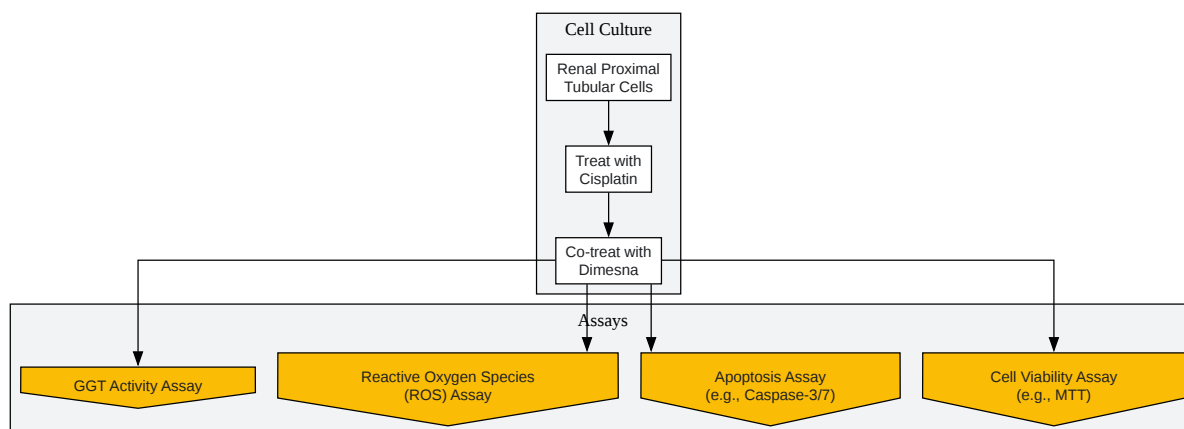 Cell Culture
Renal Proximal
Tubular Cells
Treat with
Cisplatin
Co-treat with
Dimesna
Assays
GGT Activity Assay
Reactive Oxygen Species
(ROS) Assay
Apoptosis Assay
(e.g., Caspase-3/7)
Cell Viability Assay
(e.g., MTT)